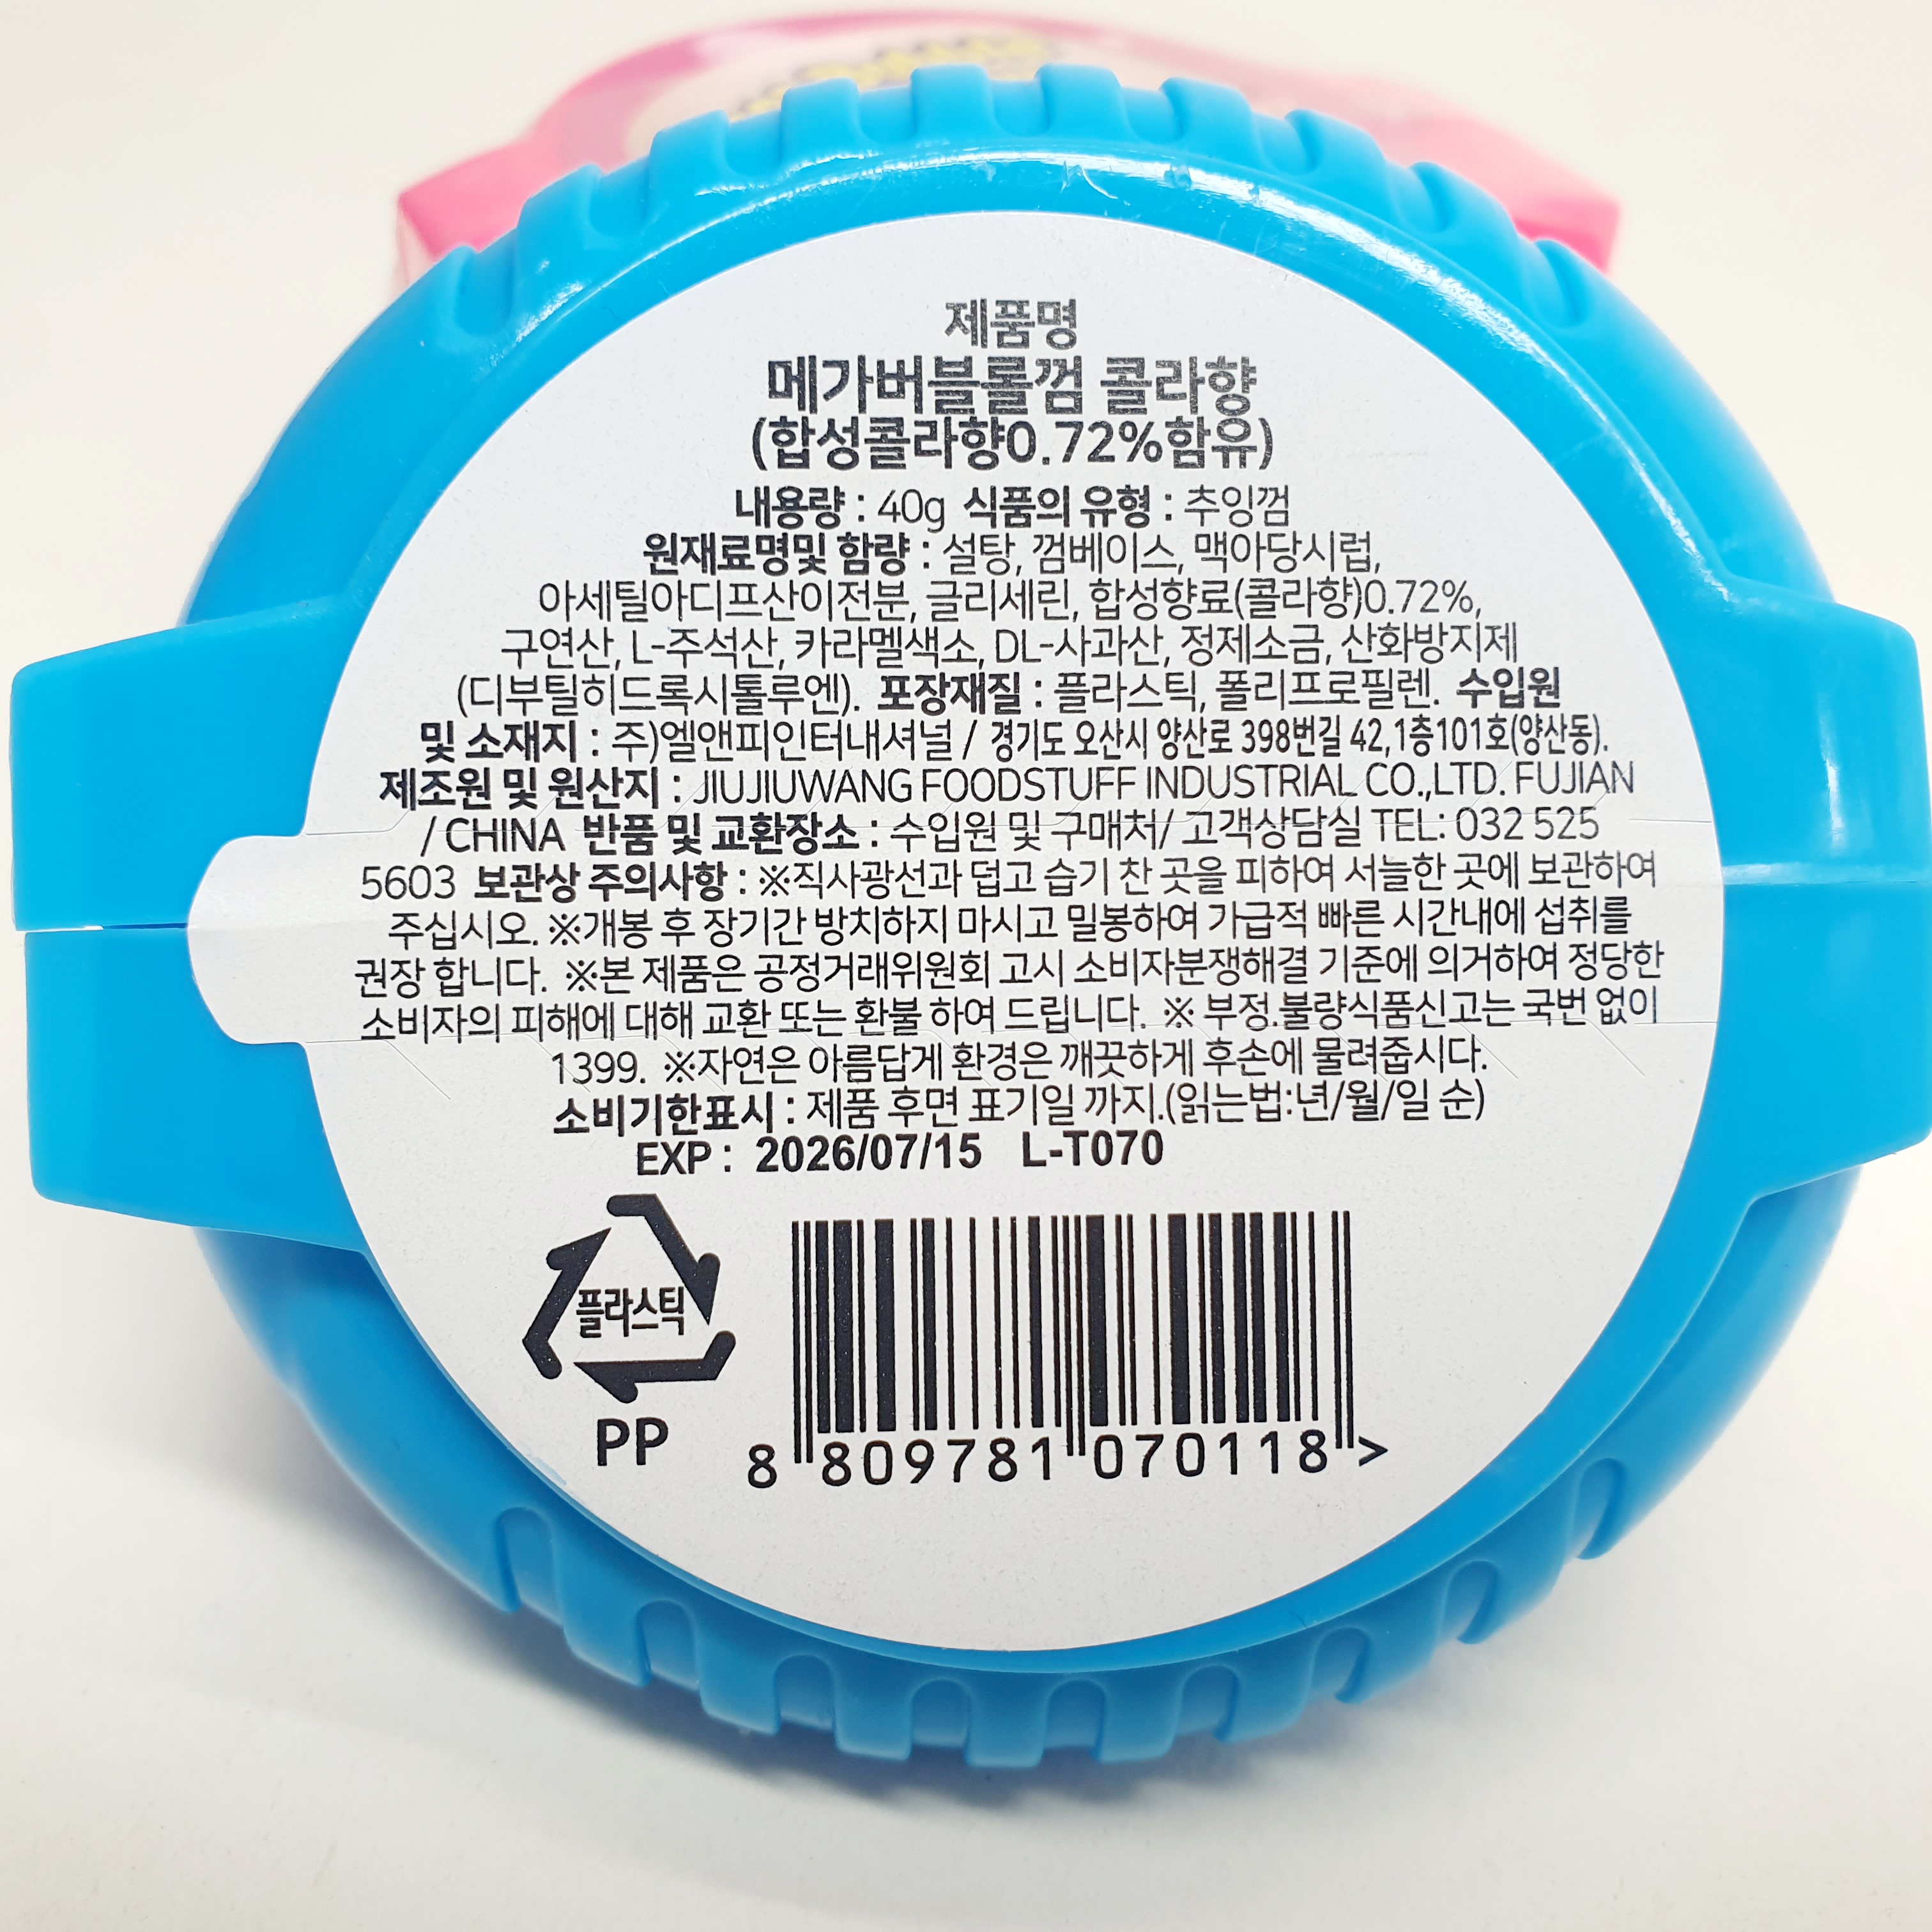 제품명
메가버블롤껌 콜라향
(합성콜라향0.72%함유)
내용량 : 40g 식품의 유형 : 추잉껌
원재료명및 함량 : 설탕, 껌베이스, 맥아당시럽,
아세틸아디프산이전분, 글리세린, 합성향료(콜라향)0.72%,
구연산, L-주석산, 카라멜색소, DL-사과산, 정제소금, 산화방지제
(디부틸히드록시톨루엔). 포장재질 : 플라스틱, 폴리프로필렌. 수입원
및 소재지 : 주)엘앤피인터내셔널 / 경기도 오산시 양산로 398번길 42,1층101호(양산동).
제조원 및 원산지 : JIUJIUWANG FOODSTUFF INDUSTRIAL CO.,LTD. FUJIAN
/ CHINA 반품 및 교환장소 : 수입원 및 구매처/ 고객상담실 TEL: 032 525
5603 보관상 주의사항 : ※직사광선과 덥고 습기 찬 곳을 피하여 서늘한 곳에 보관하여
주십시오. ※개봉 후 장기간 방치하지 마시고 밀봉하여 가급적 빠른 시간내에 섭취를
권장 합니다. ※본 제품은 공정거래위원회 고시 소비자분쟁해결 기준에 의거하여 정당한
소비자의 피해에 대해 교환 또는 환불 하여 드립니다. ※ 부정.불량식품신고는 국번 없이
1399. ※자연은 아름답게 환경은 깨끗하게 후손에 물려줍시다.
소비기한표시 : 제품 후면 표기일 까지.(읽는법:년/월/일 순)
EXP : 2026/07/15 L-T070
플라스틱
PP
8 809781 070118 >